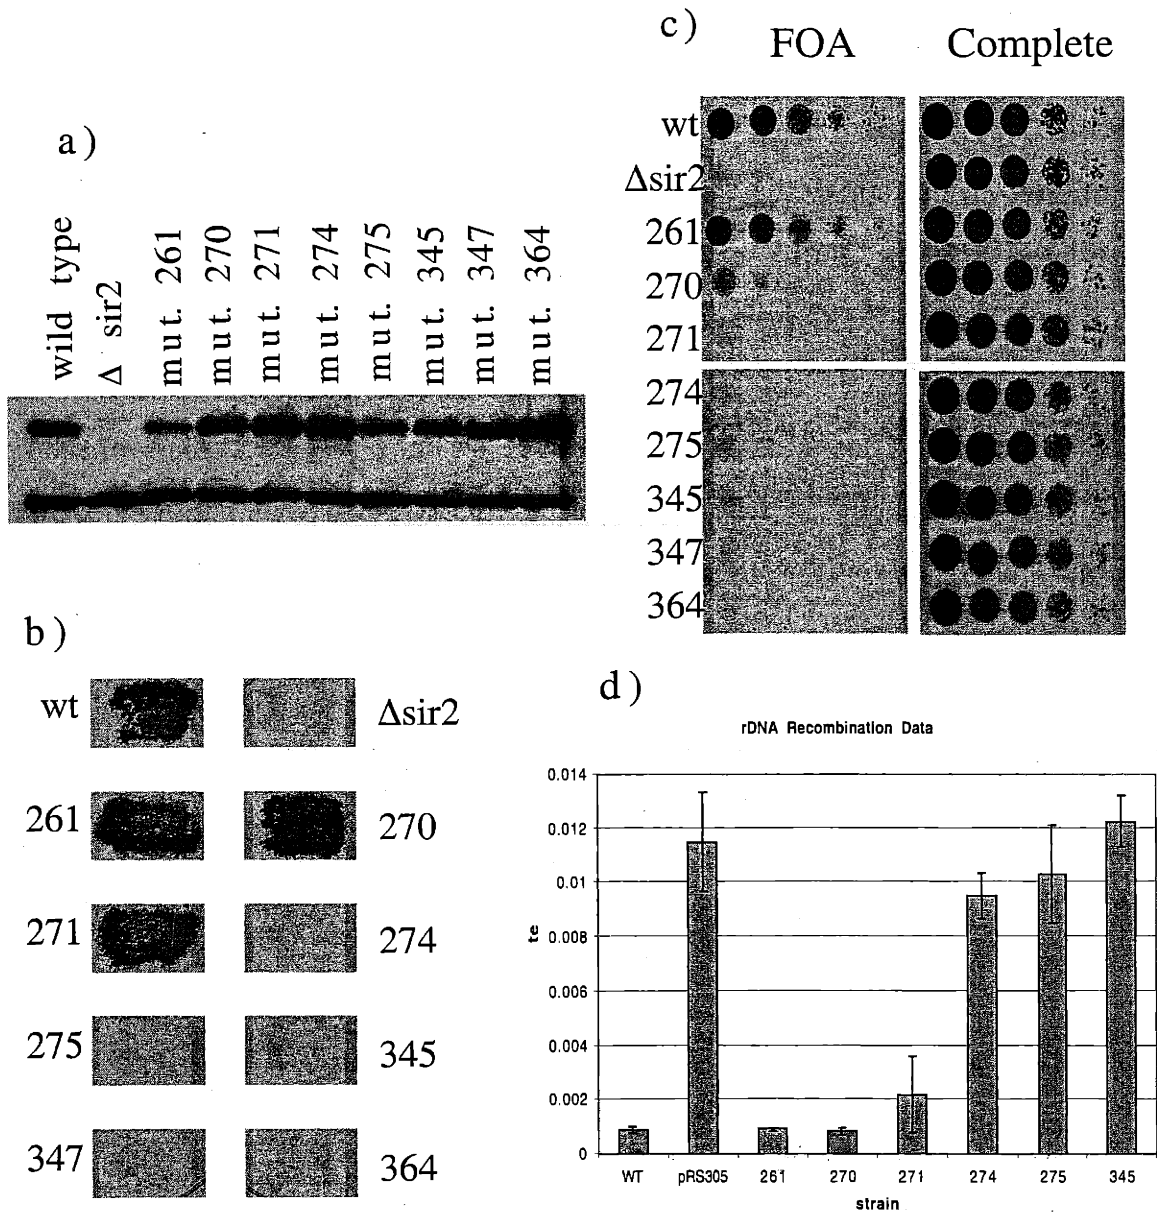 a)
wild type
Δ sir2
mut. 261
mut. 270
mut. 271
mut. 274
mut. 275
mut. 345
mut. 347
mut. 364
b)
wt
Δsir2
261
270
271
274
275
345
347
364
c)
FOA Complete
wt
Δsir2
261
270
271
274
275
345
347
364
d)
rDNA Recombination Data
0.014
0.012
0.01
0.008
0.006
0.004
0.002
0
te
WT pRS305 261 270 271 274 275 345
strain